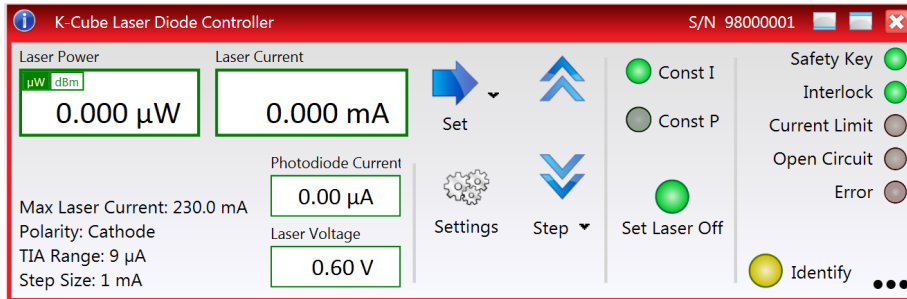 K-Cube Laser Diode Controller
S/N 98000001
Laser Power
µW dBm
0.000 µW
Laser Current
0.000 mA
Set
Const I
Const P
Safety Key
Interlock
Current Limit
Open Circuit
Error
Photodiode Current
0.00 µA
Laser Voltage
0.60 V
Max Laser Current: 230.0 mA
Polarity: Cathode
TIA Range: 9 µA
Step Size: 1 mA
Settings
Step
Set Laser Off
Identify